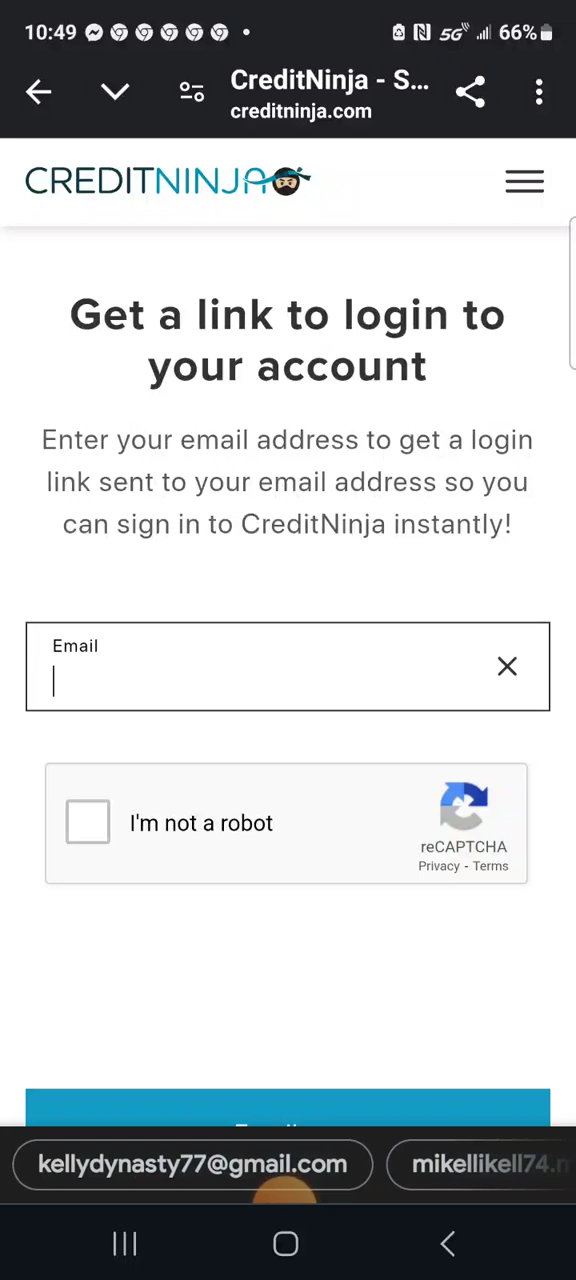 10:49 5G 66%
CreditNinja - S...
creditninja.com
CREDITNINJA
Get a link to login to
your account
Enter your email address to get a login
link sent to your email address so you
can sign in to CreditNinja instantly!
Email
I'm not a robot
reCAPTCHA
Privacy - Terms
kellydynasty77@gmail.com mikellikell74.n